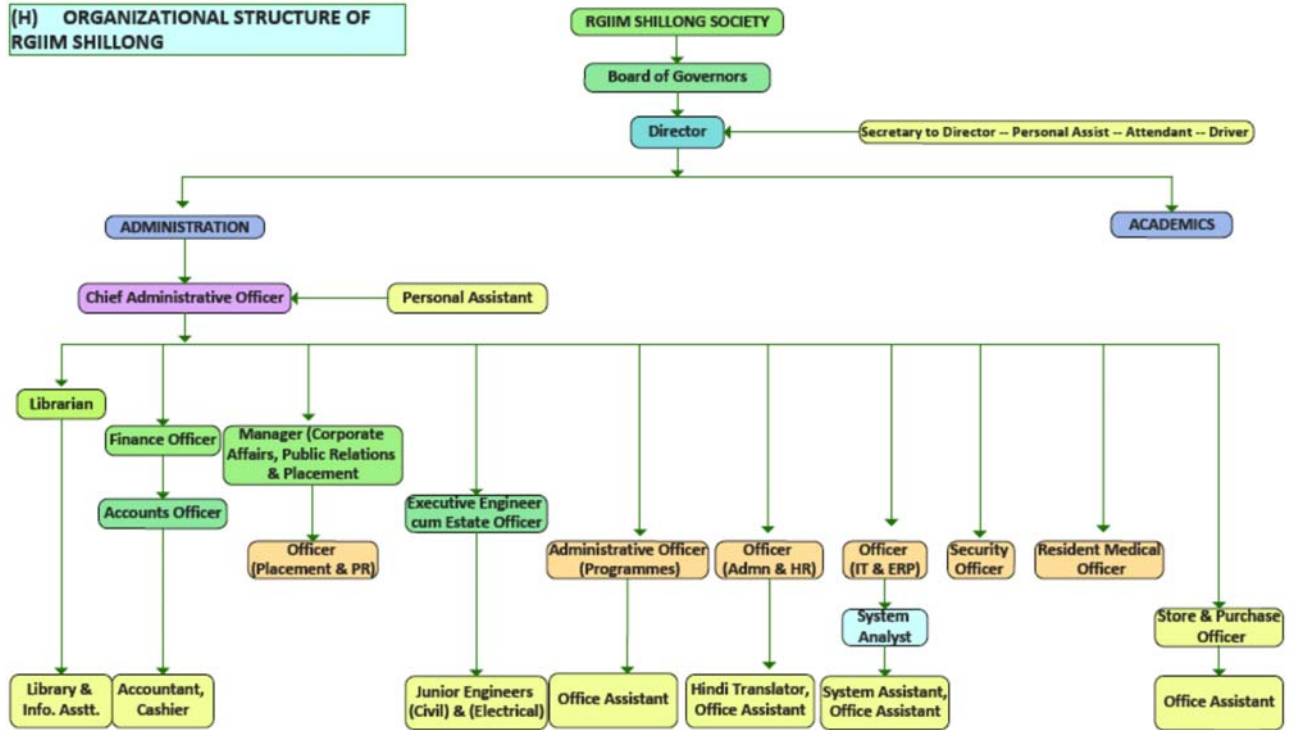 (H) ORGANIZATIONAL STRUCTURE OF
RGIIM SHILLONG
RGIIM SHILLONG SOCIETY
Board of Governors
Director
Secretary to Director -- Personal Assist -- Attendant -- Driver
ADMINISTRATION
ACADEMICS
Chief Administrative Officer
Personal Assistant
Librarian
Finance Officer
Manager (Corporate
Affairs, Public Relations
& Placement
Accounts Officer
Executive Engineer
cum Estate Officer
Officer
(Placement & PR)
Administrative Officer
(Programmes)
Officer
(Admn & HR)
Officer
(IT & ERP)
Security
Officer
Resident Medical
Officer
System
Analyst
Store & Purchase
Officer
Library &
Info. Asstt.
Accountant,
Cashier
Junior Engineers
(Civil) & (Electrical)
Office Assistant
Hindi Translator,
Office Assistant
System Assistant,
Office Assistant
Office Assistant